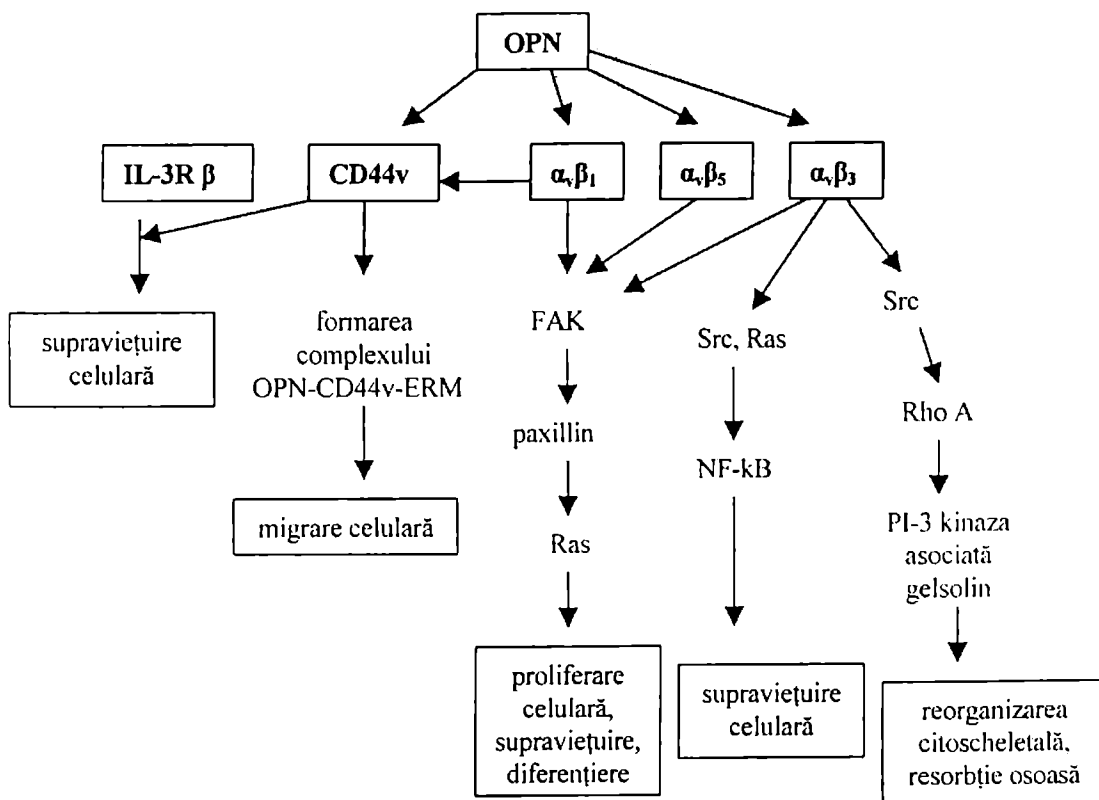 OPN
IL-3R β
CD44v
αvβ1
αvβ5
αvβ3
supraviețuire
celulară
formarea
complexului
OPN-CD44v-ERM
migrare celulară
FAK
paxillin
Ras
proliferare
celulară,
supraviețuire,
diferențiere
Src, Ras
NF-kB
supraviețuire
celulară
Src
Rho A
PI-3 kinaza
asociată
gelsolin
reorganizarea
citoscheletală,
resorbție osoasă